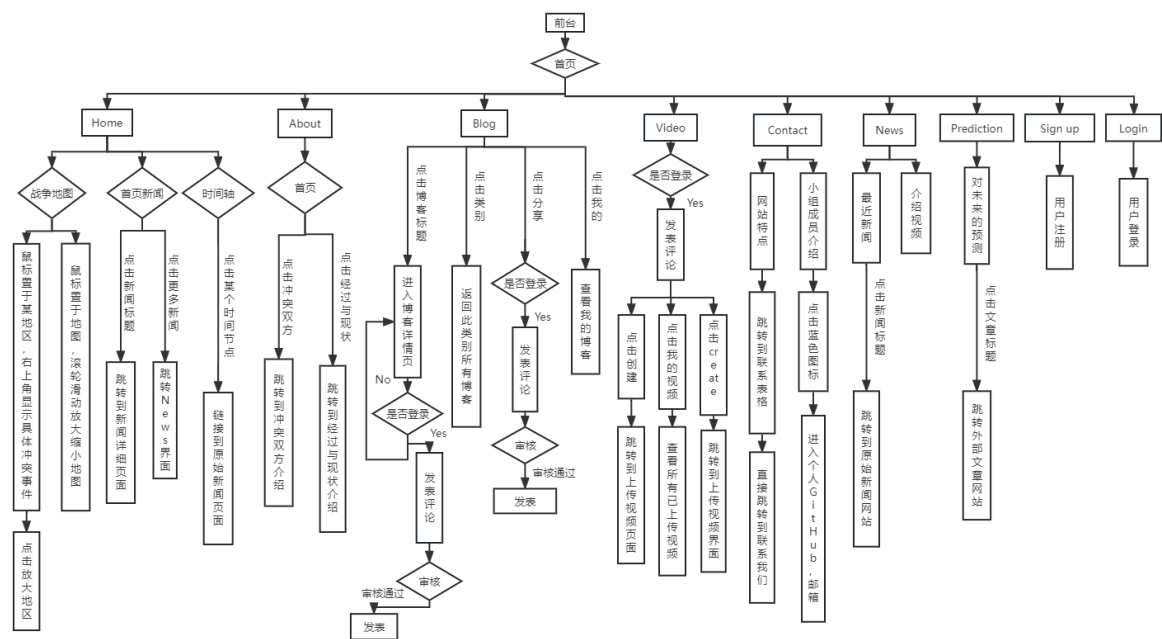 前台
首页
Home
About
Blog
Video
Contact
News
Prediction
Sign up
Login
战争地图
首页新闻
时间轴
鼠标置于某地区，右上角显示具体冲突事件
点击放大地区
鼠标置于地图，滚轮滑动放大缩小地图
点击新闻标题
跳转到新闻详细页面
点击更多新闻
跳转News界面
点击某个时间节点
链接到原始新闻页面
首页
点击冲突双方
跳转到冲突双方介绍
点击经过与现状
跳转到经过与现状介绍
点击博客标题
进入博客详情页
No
是否登录
Yes
发表评论
审核
审核通过
发表
点击类别
返回此类别所有博客
点击分享
是否登录
Yes
发表评论
审核
审核通过
发表
点击我的
查看我的博客
是否登录
Yes
发表评论
点击创建
跳转到上传视频页面
点击我的视频
查看所有已上传视频
点击create
跳转到上传视频界面
网站特点
跳转到联系表格
直接跳转到联系我们
小组成员介绍
点击蓝色图标
进入个人GitHub，邮箱
最近新闻
点击新闻标题
跳转到原始新闻网站
介绍视频
对未来的预测
点击文章标题
跳转外部文章网站
用户注册
用户登录